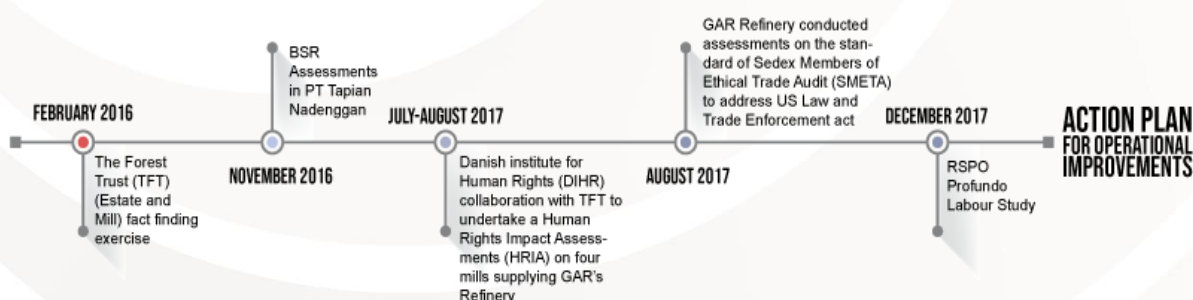 FEBRUARY 2016
The Forest
Trust (TFT)
(Estate and
Mill) fact finding
exercise
BSR
Assessments
in PT Tapian
Nadenggan
NOVEMBER 2016
JULY-AUGUST 2017
Danish institute for
Human Rights (DIHR)
collaboration with TFT to
undertake a Human
Rights Impact Assess-
ments (HRIA) on four
mills supplying GAR's
Refinery
GAR Refinery conducted
assessments on the stan-
dard of Sedex Members of
Ethical Trade Audit (SMETA)
to address US Law and
Trade Enforcement act
AUGUST 2017
DECEMBER 2017
RSPO
Profundo
Labour Study
ACTION PLAN
FOR OPERATIONAL
IMPROVEMENTS